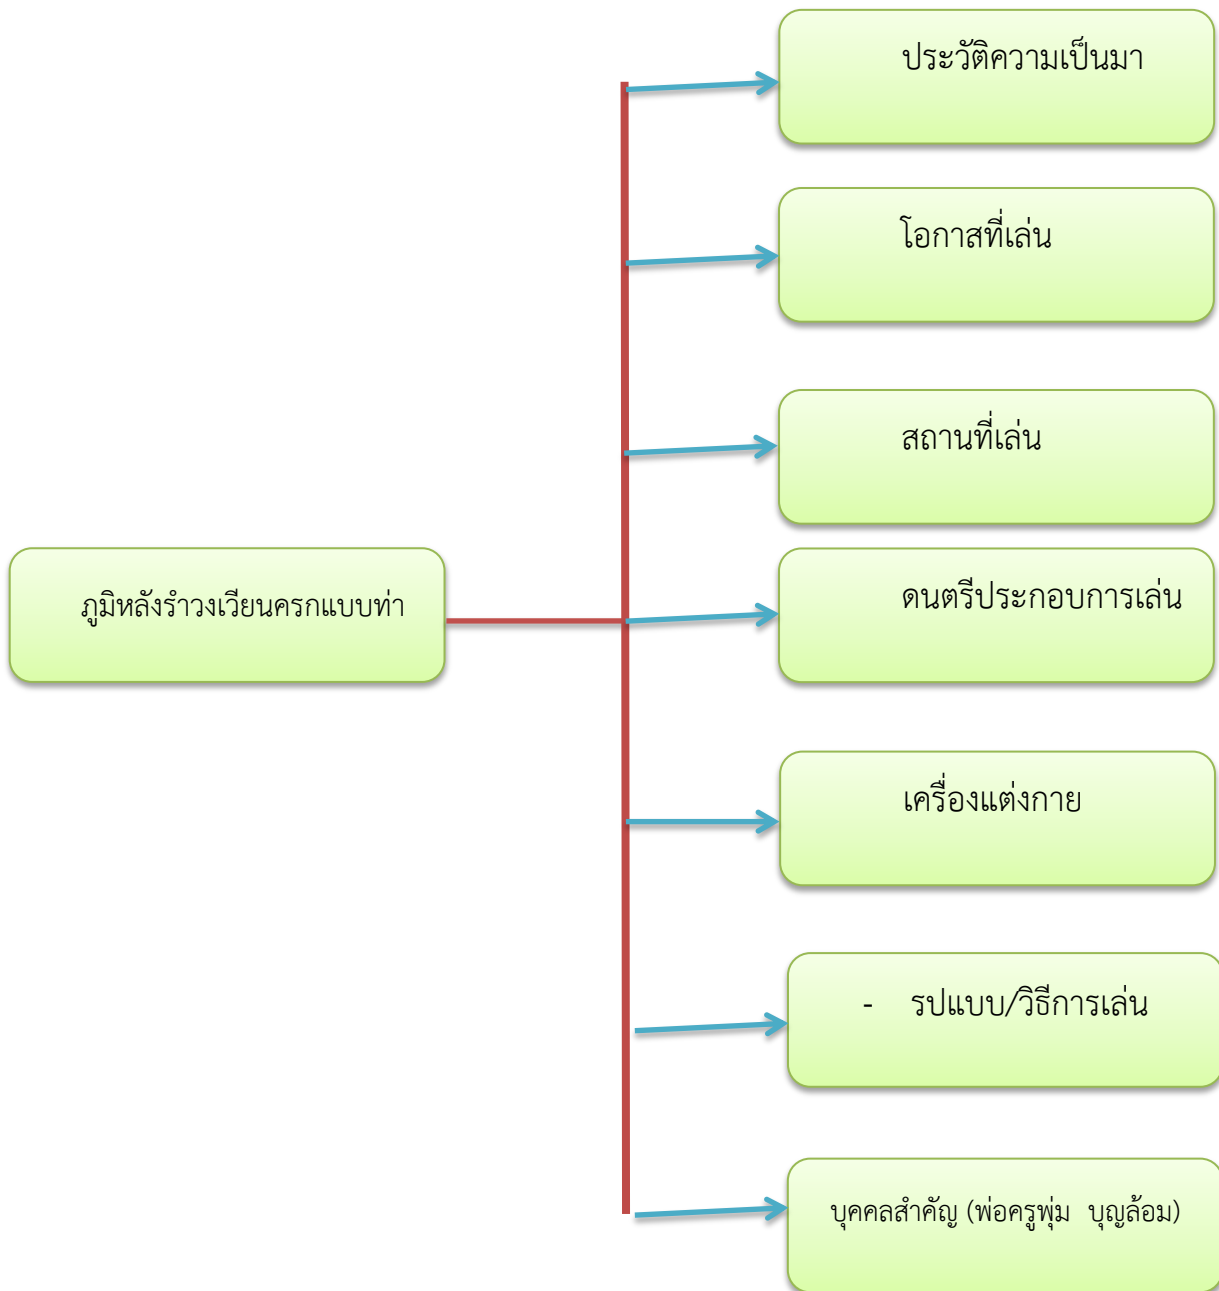 ประวัติความเป็นมา
โอกาสที่เล่น
สถานที่เล่น
ภูมิหลังรำวงเวียนครกแบบท่า
ดนตรีประกอบการเล่น
เครื่องแต่งกาย
- รปแบบ/วิธีการเล่น
บุคคลสำคัญ (พ่อครูพุ่ม บุญล้อม)